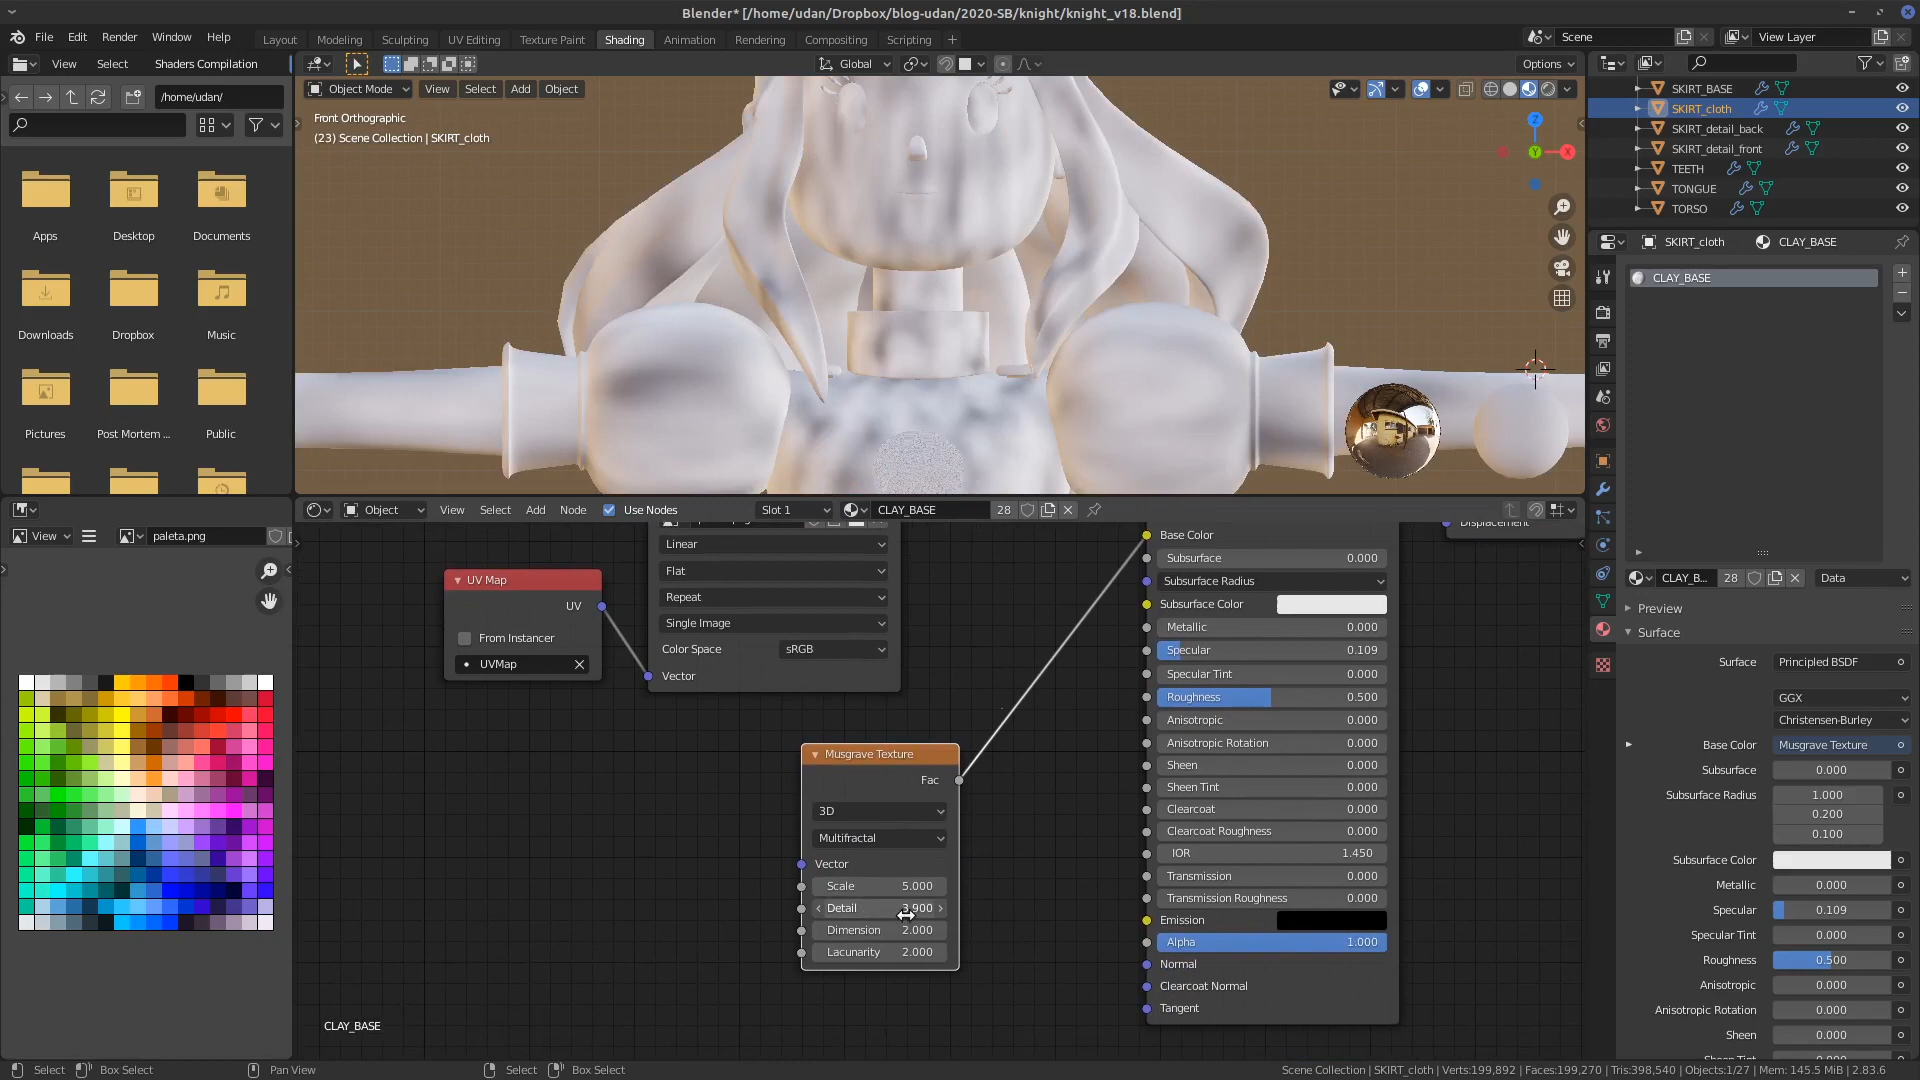 Blender* [/home/udan/Dropbox/blog-udan/2020-SB/knight/knight_v18.blend]
File Edit Render Window Help
Layout Modeling Sculpting UV Editing Texture Paint Shading Animation Rendering Compositing Scripting +
Scene
View Layer
View Select Shaders Compilation
Global
Options
/home/udan/
Object Mode View Select Add Object
Front Orthographic
(23) Scene Collection | SKIRT_cloth
Z
Y
X
SKIRT_BASE
SKIRT_cloth
SKIRT_detail_back
SKIRT_detail_front
TEETH
TONGUE
TORSO
Apps Desktop Documents
Downloads Dropbox Music
Pictures Post Mortem ... Public
SKIRT_cloth CLAY_BASE
CLAY_BASE
Object View Select Add Node Use Nodes Slot 1 CLAY_BASE 28
View paleta.png
UV Map
UV
From Instancer
UVMap
Linear
Flat
Repeat
Single Image
Color Space sRGB
Vector
Musgrave Texture
Fac
3D
Multifractal
Vector
Scale 5.000
Detail 3.900
Dimension 2.000
Lacunarity 2.000
Displacement
Base Color
Subsurface 0.000
Subsurface Radius
Subsurface Color
Metallic 0.000
Specular 0.109
Specular Tint 0.000
Roughness 0.500
Anisotropic 0.000
Anisotropic Rotation 0.000
Sheen 0.000
Sheen Tint 0.000
Clearcoat 0.000
Clearcoat Roughness 0.000
IOR 1.450
Transmission 0.000
Transmission Roughness 0.000
Emission
Alpha 1.000
Normal
Clearcoat Normal
Tangent
CLAY_BASE
CLAY_B... 28 Data
Preview
Surface
Surface Principled BSDF
GGX
Christensen-Burley
Base Color Musgrave Texture
Subsurface 0.000
Subsurface Radius 1.000
0.200
0.100
Subsurface Color
Metallic 0.000
Specular 0.109
Specular Tint 0.000
Roughness 0.500
Anisotropic 0.000
Anisotropic Rotation 0.000
Sheen 0.000
Sheen Tint 0.000
Select Box Select Pan View Select Box Select
Scene Collection | SKIRT_cloth | Verts:199,892 | Faces:199,270 | Tris:398,540 | Objects:1/27 | Mem: 145.5 MiB | 2.83.6